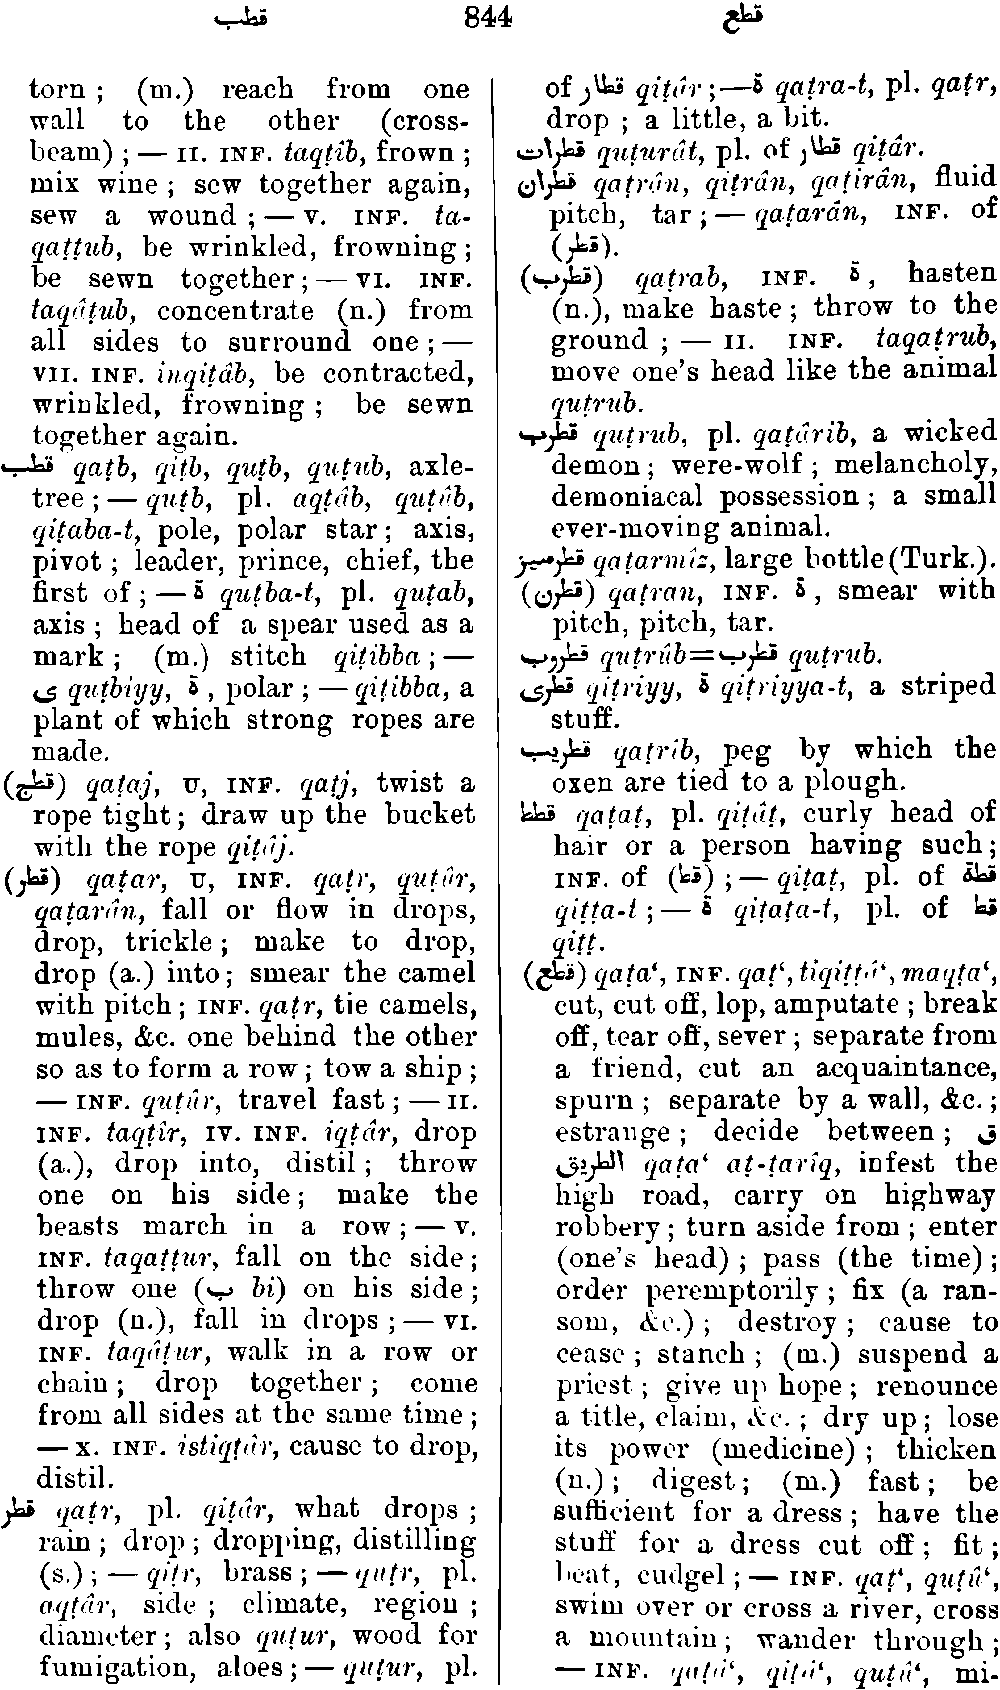 قطب 844 قطع
torn ; (m.) reach from one
wall to the other (cross-
beam) ; — II. INF. taqṭîb, frown ;
mix wine ; sew together again,
sew a wound ; — V. INF. ta-
qaṭṭub, be wrinkled, frowning ;
be sewn together ; — VI. INF.
taqâṭub, concentrate (n.) from
all sides to surround one ; —
VII. INF. inqiṭâb, be contracted,
wrinkled, frowning ; be sewn
together again.
قطب qaṭb, qiṭb, quṭb, quṭub, axle-
tree ; — quṭb, pl. aqṭâb, quṭûb,
qiṭaba-t, pole, polar star ; axis,
pivot ; leader, prince, chief, the
first of ; — ة quṭba-t, pl. quṭab,
axis ; head of a spear used as a
mark ; (m.) stitch qiṭibba ; —
ى quṭbiyy, ة, polar ; — qiṭibba, a
plant of which strong ropes are
made.
(قطج) qaṭaj, U, INF. qaṭj, twist a
rope tight ; draw up the bucket
with the rope qiṭâj.
(قطر) qaṭar, U, INF. qaṭr, quṭûr,
qaṭarân, fall or flow in drops,
drop, trickle ; make to drop,
drop (a.) into ; smear the camel
with pitch ; INF. qaṭr, tie camels,
mules, &c. one behind the other
so as to form a row ; tow a ship ;
— INF. quṭûr, travel fast ; — II.
INF. taqṭîr, IV. INF. iqṭâr, drop
(a.), drop into, distil ; throw
one on his side ; make the
beasts march in a row ; — V.
INF. taqaṭṭur, fall on the side ;
throw one (ب bi) on his side ;
drop (n.), fall in drops ; — VI.
INF. taqâṭur, walk in a row or
chain ; drop together ; come
from all sides at the same time ;
— X. INF. istiqṭâr, cause to drop,
distil.
قطر qaṭr, pl. qiṭâr, what drops ;
rain ; drop ; dropping, distilling
(s.) ; — qiṭr, brass ; — quṭr, pl.
aqṭâr, side ; climate, region ;
diameter ; also quṭur, wood for
fumigation, aloes ; — quṭur, pl.
of قطار qiṭâr ; — ة qaṭra-t, pl. qaṭr,
drop ; a little, a bit.
قطرات quṭurât, pl. of قطار qiṭâr.
قطران qaṭrân, qiṭrân, qaṭirân, fluid
pitch, tar ; — qaṭarân, INF. of
(قطر).
(قطرب) qaṭrab, INF. ة, hasten
(n.), make haste ; throw to the
ground ; — II. INF. taqaṭrub,
move one's head like the animal
quṭrub.
قطرب quṭrub, pl. qaṭârib, a wicked
demon ; were-wolf ; melancholy,
demoniacal possession ; a small
ever-moving animal.
قطرميز qaṭarmîz, large bottle (Turk.).
(قطرن) qaṭran, INF. ة, smear with
pitch, pitch, tar.
قطروب quṭrûb=قطرب quṭrub.
قطرى qiṭriyy, ة qiṭriyya-t, a striped
stuff.
قطريب qaṭrîb, peg by which the
oxen are tied to a plough.
قطط qaṭaṭ, pl. qiṭâṭ, curly head of
hair or a person having such ;
INF. of (قط) ; — qiṭaṭ, pl. of قطة
qiṭṭa-t ; — ة qiṭaṭa-t, pl. of قط
qiṭṭ.
(قطع) qaṭa‘, INF. qaṭ‘, tiqiṭṭâ‘, maqṭa‘,
cut, cut off, lop, amputate ; break
off, tear off, sever ; separate from
a friend, cut an acquaintance,
spurn ; separate by a wall, &c. ;
estrange ; decide between ; ق
الطريق qaṭa‘ aṭ-ṭarîq, infest the
high road, carry on highway
robbery ; turn aside from ; enter
(one's head) ; pass (the time) ;
order peremptorily ; fix (a ran-
som, &c.) ; destroy ; cause to
cease ; stanch ; (m.) suspend a
priest ; give up hope ; renounce
a title, claim, &c. ; dry up ; lose
its power (medicine) ; thicken
(n.) ; digest ; (m.) fast ; be
sufficient for a dress ; have the
stuff for a dress cut off ; fit ;
beat, cudgel ; — INF. qaṭ‘, quṭû‘,
swim over or cross a river, cross
a mountain ; wander through ;
— INF. qaṭâ‘, qiṭâ‘, quṭû‘, mi-